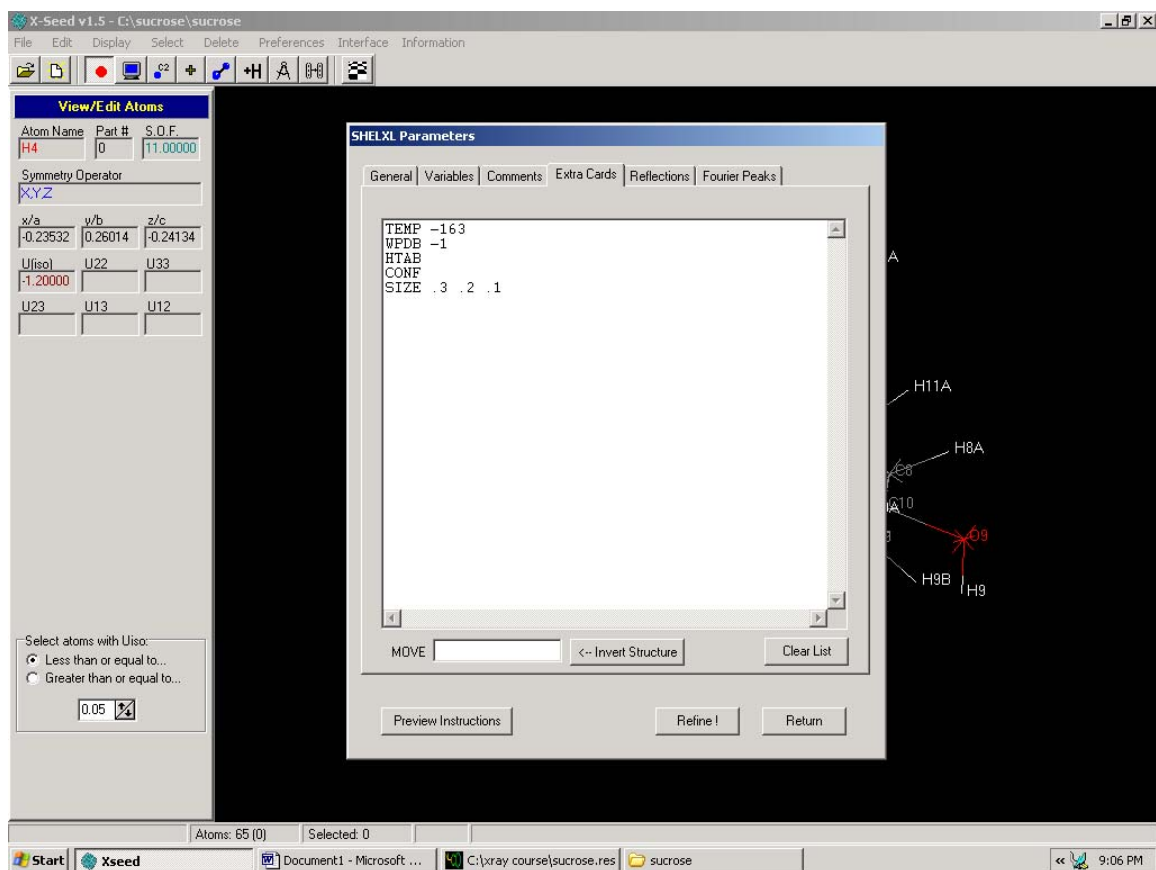 X-Seed v1.5 - C:\sucrose\sucrose
File Edit Display Select Delete Preferences Interface Information
C2 +H Å
View/Edit Atoms
Atom Name Part # S.O.F.
H4 0 11.00000
Symmetry Operator
X,Y,Z
x/a y/b z/c
-0.23532 0.26014 -0.24134
U(iso) U22 U33
-1.20000
U23 U13 U12
Select atoms with Uiso:
Less than or equal to...
Greater than or equal to...
0.05
SHELXL Parameters
General Variables Comments Extra Cards Reflections Fourier Peaks
TEMP -163
WPDB -1
HTAB
CONF
SIZE .3 .2 .1
MOVE <-- Invert Structure Clear List
Preview Instructions Refine ! Return
A
H11A
H8A
C8
C10
O9
H9B
H9
Atoms: 65 (0) Selected: 0
Start Xseed Document1 - Microsoft ... C:\xray course\sucrose.res sucrose « 9:06 PM